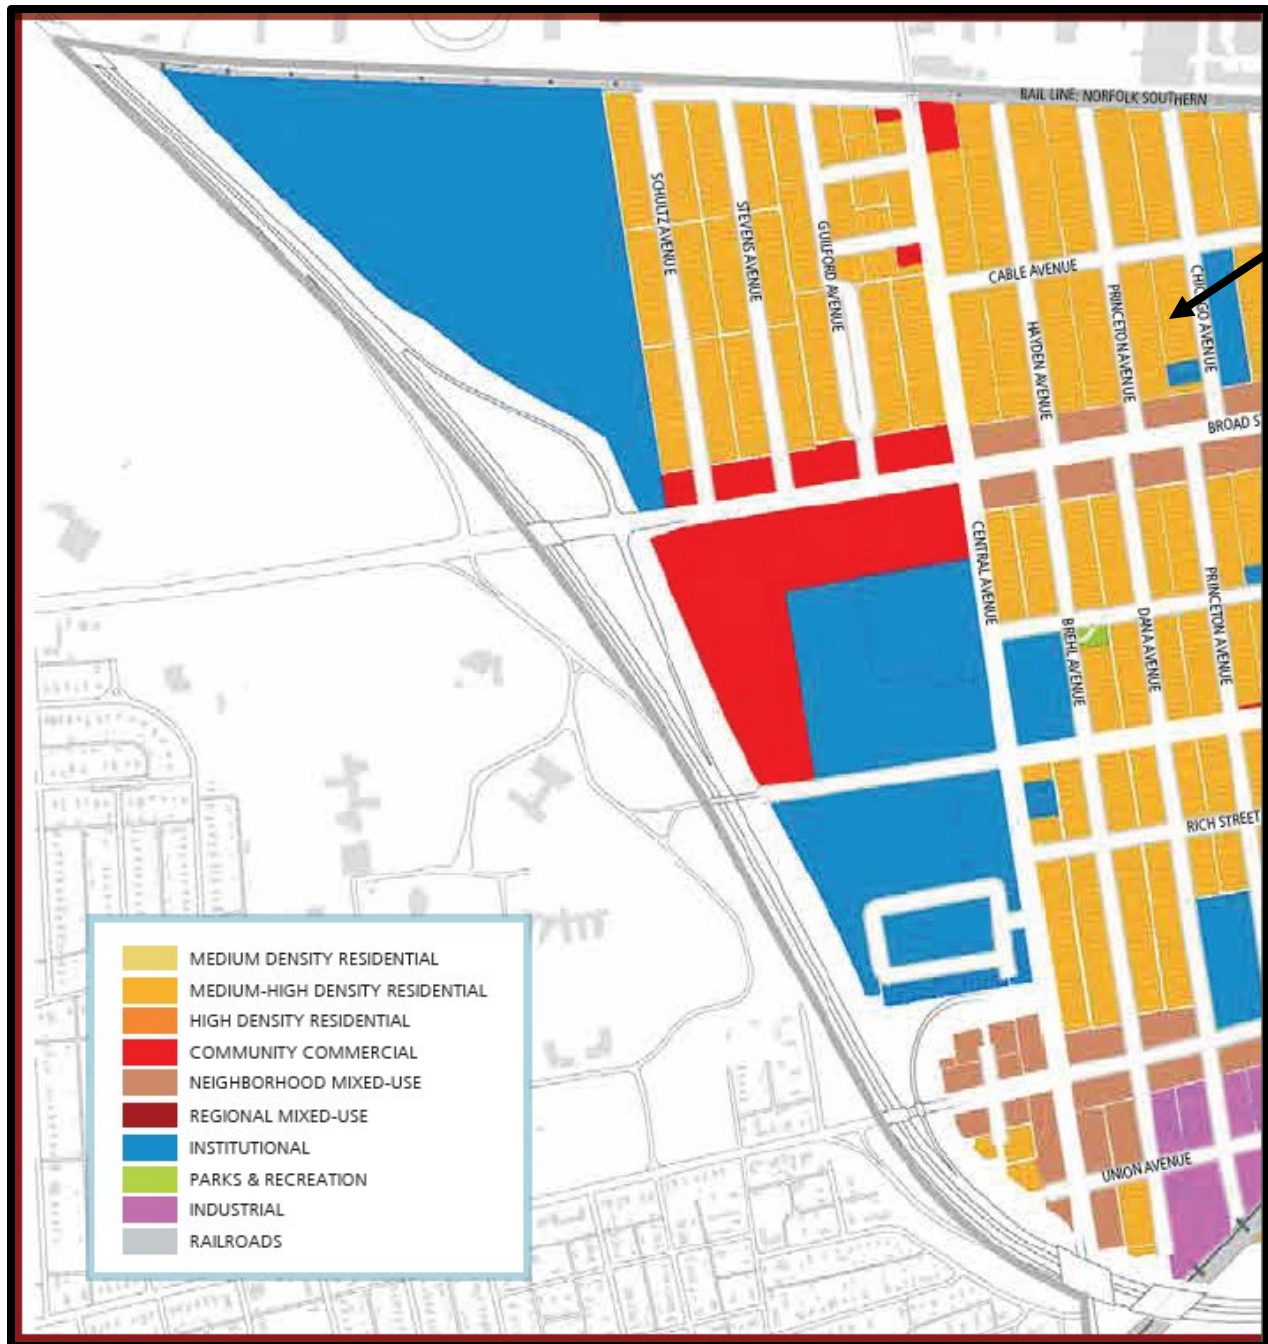 RAIL LINE; NORFOLK SOUTHERN
SCHULTZ AVENUE
STEVENS AVENUE
GUILFORD AVENUE
CABLE AVENUE
HAYDEN AVENUE
PRINCETON AVENUE
CHICAGO AVENUE
BROAD S
CENTRAL AVENUE
BREHL AVENUE
DANA AVENUE
PRINCETON AVENUE
RICH STREET
UNION AVENUE
MEDIUM DENSITY RESIDENTIAL
MEDIUM-HIGH DENSITY RESIDENTIAL
HIGH DENSITY RESIDENTIAL
COMMUNITY COMMERCIAL
NEIGHBORHOOD MIXED-USE
REGIONAL MIXED-USE
INSTITUTIONAL
PARKS & RECREATION
INDUSTRIAL
RAILROADS